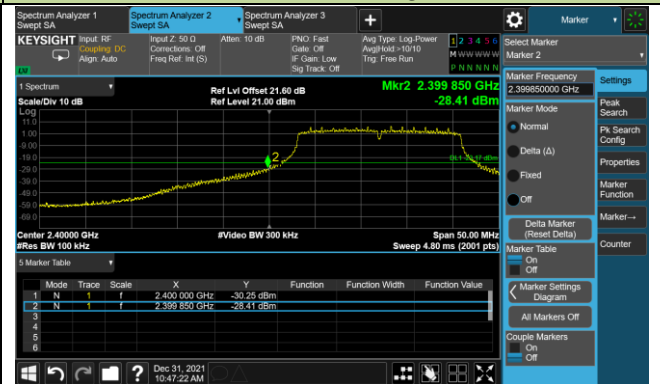 Spectrum Analyzer 1
Swept SA
Spectrum Analyzer 2
Swept SA
Spectrum Analyzer 3
Swept SA
+
Marker
KEYSIGHT
Input: RF
Coupling: DC
Align: Auto
Input Z: 50 Ω
Corrections: Off
Freq Ref: Int (S)
Atten: 10 dB
PNO: Fast
Gate: Off
IF Gain: Low
Sig Track: Off
Avg Type: Log-Power
Avg|Hold:>10/10
Trig: Free Run
1 2 3 4 5 6
M W W W W W
P N N N N N
Select Marker
Marker 2
LXI
1 Spectrum
Scale/Div 10 dB
Ref Lvl Offset 21.60 dB
Ref Level 21.00 dBm
Mkr2 2.399 850 GHz
-28.41 dBm
Log
11.0
1.00
-9.00
-19.0
-29.0
-39.0
-49.0
-59.0
-69.0
2
Center 2.40000 GHz
#Res BW 100 kHz
#Video BW 300 kHz
Span 50.00 MHz
Sweep 4.80 ms (2001 pts)
5 Marker Table
Mode Trace Scale X Y Function Function Width Function Value
1 N 1 f 2.400 000 GHz -30.25 dBm
2 N 1 f 2.399 850 GHz -28.41 dBm
3
4
5
6
Marker Frequency
2.399850000 GHz
Marker Mode
Normal
Delta (Δ)
Fixed
Off
Delta Marker
(Reset Delta)
Marker Table
On
Off
Marker Settings
Diagram
All Markers Off
Couple Markers
On
Off
Settings
Peak
Search
Pk Search
Config
Properties
Marker
Function
Marker→
Counter
?
Dec 31, 2021
10:47:22 AM